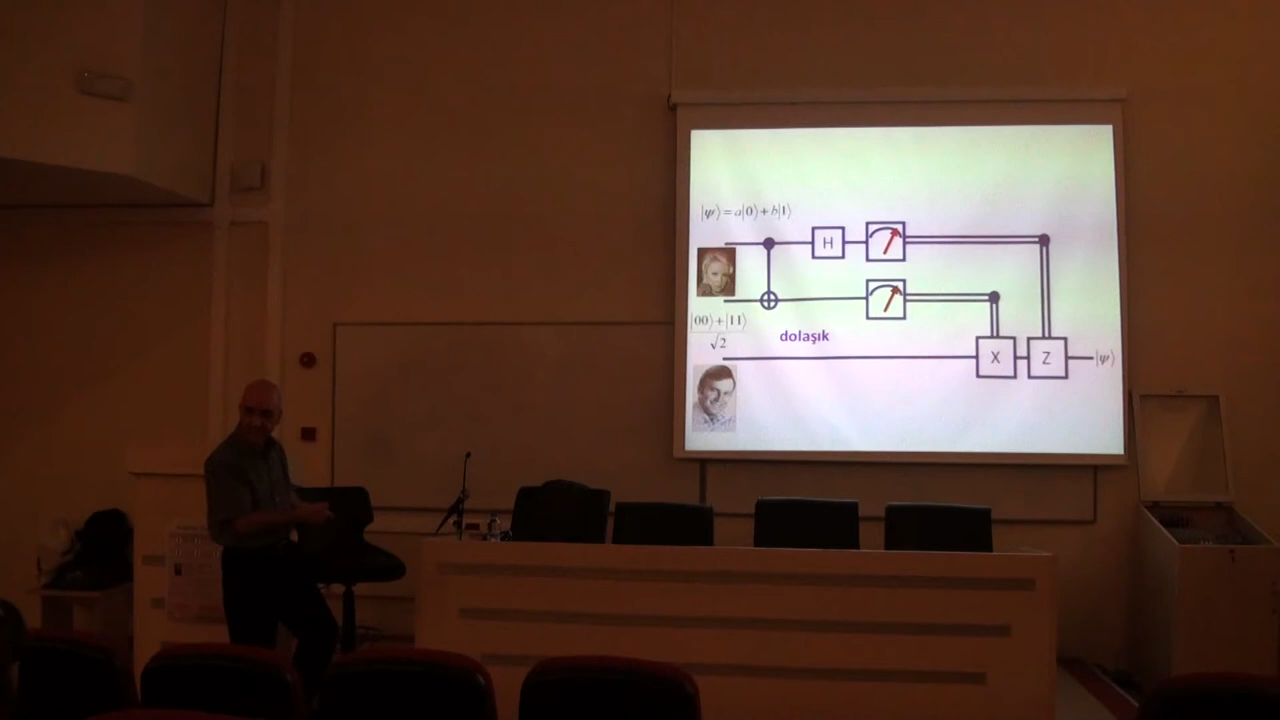 |ψ⟩=a|0⟩+b|1⟩
H
|00⟩+|11⟩
√2
dolaşık
X
Z
|ψ⟩